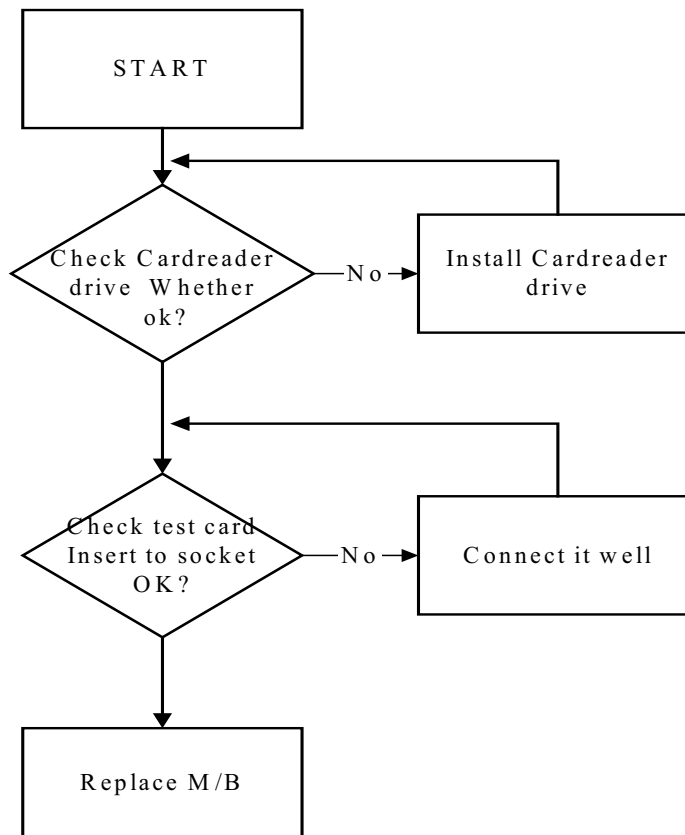 START
Check Cardreader
drive Whether
ok?
No
Install Cardreader
drive
Check test card
Insert to socket
OK?
No
Connect it well
Replace M/B